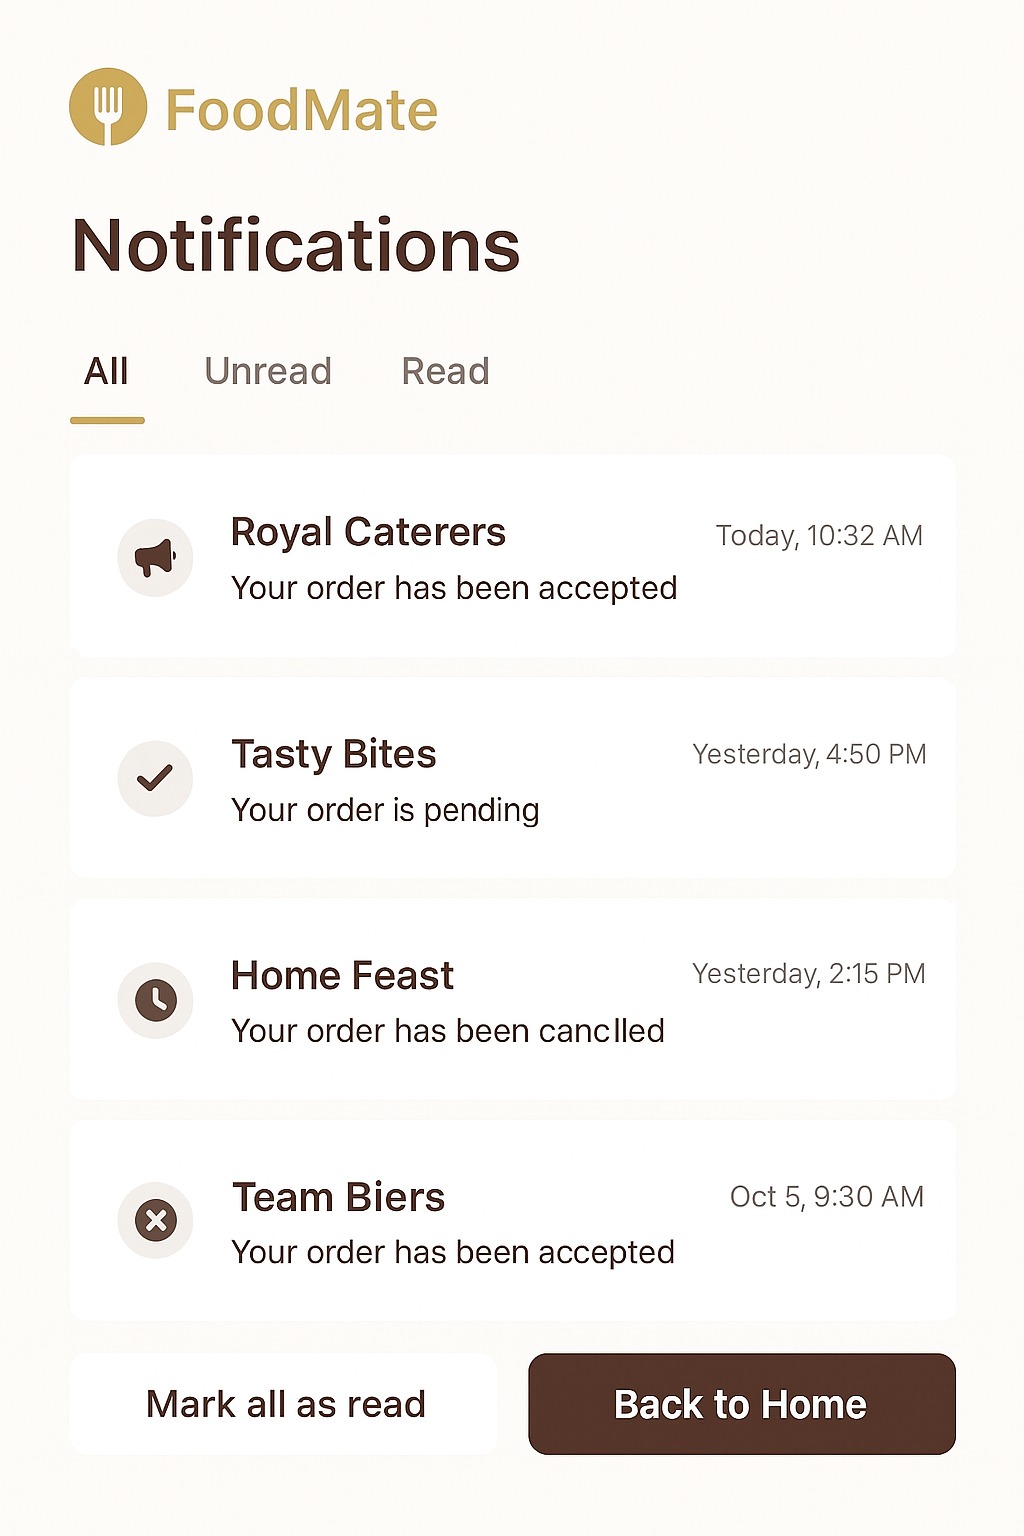 FoodMate
Notifications
All Unread Read
Royal Caterers Today, 10:32 AM
Your order has been accepted
Tasty Bites Yesterday, 4:50 PM
Your order is pending
Home Feast Yesterday, 2:15 PM
Your order has been canclled
Team Biers Oct 5, 9:30 AM
Your order has been accepted
Mark all as read Back to Home